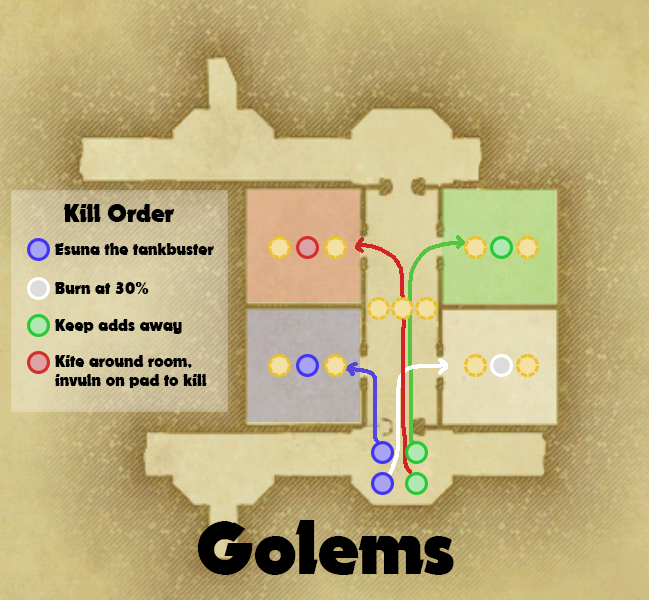 Kill Order
Esuna the tankbuster
Burn at 30%
Keep adds away
Kite around room,
invuln on pad to kill
Golems